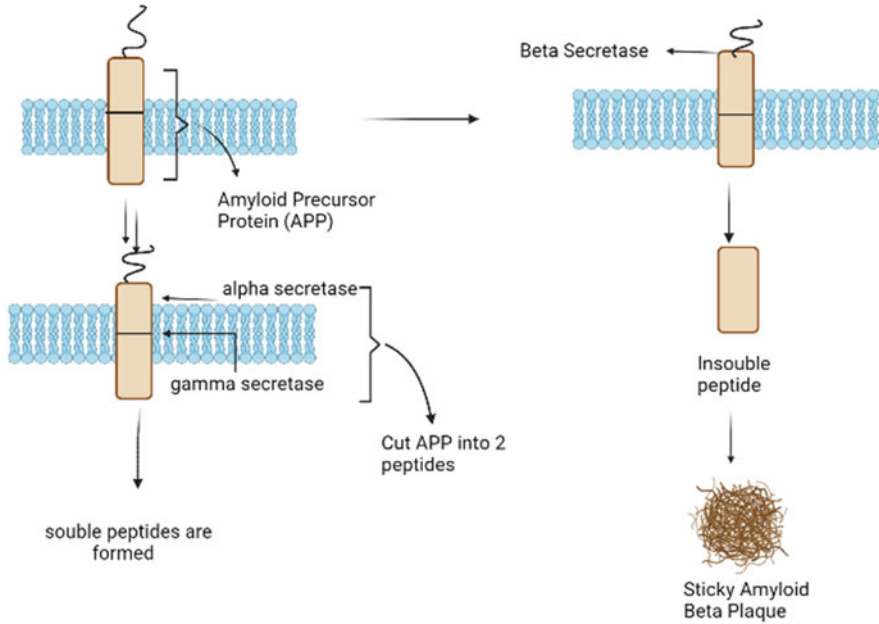 Beta Secretase
Amyloid Precursor
Protein (APP)
alpha secretase
gamma secretase
Cut APP into 2
peptides
souble peptides are
formed
Insouble
peptide
Sticky Amyloid
Beta Plaque